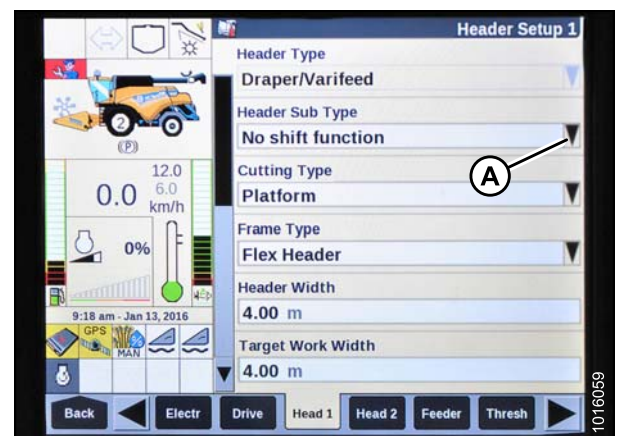 Header Setup 1
Header Type
Draper/Varifeed
Header Sub Type
No shift function
A
Cutting Type
Platform
Frame Type
Flex Header
Header Width
4.00 m
Target Work Width
4.00 m
2
(P)
12.0
0.0 6.0
km/h
0%
9:18 am - Jan 13, 2016
GPS
%
MAN
Back
Electr
Drive
Head 1
Head 2
Feeder
Thresh
1016059